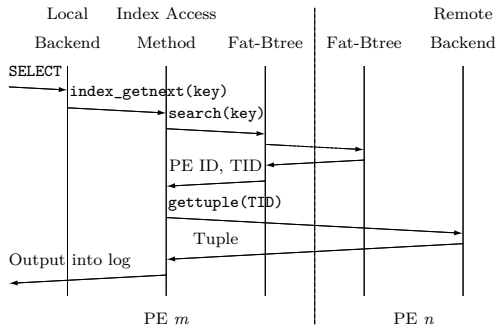 Local Index Access Remote
Backend Method Fat-Btree Fat-Btree Backend
SELECT
index_getnext(key)
search(key)
PE ID, TID
gettuple(TID)
Tuple
Output into log
PE m PE n